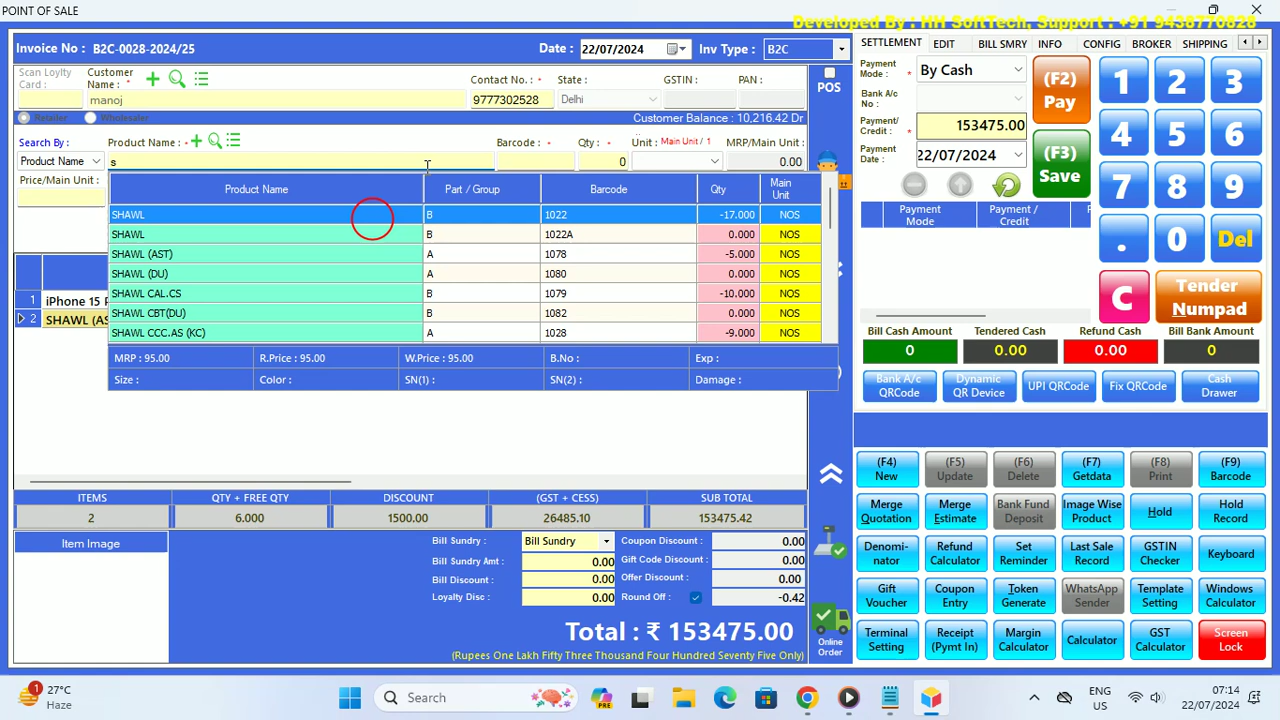 POINT OF SALE
Developed By : HH SoftTech, Support : +91 9438770828
Invoice No : B2C-0028-2024/25
Date : 22/07/2024
Inv Type : B2C
Scan Loylty Card :
Customer Name : *
manoj
Contact No. : *
9777302528
State :
Delhi
GSTIN :
PAN :
POS
Retailer
Wholesaler
Customer Balance : 10,216.42 Dr
Search By :
Product Name
Product Name : *
s
Barcode : *
Qty : *
0
Unit : Main Unit / 1
MRP/Main Unit :
0.00
Price/Main Unit :
Product Name Part / Group Barcode Qty Main Unit
SHAWL B 1022 -17.000 NOS
SHAWL B 1022A 0.000 NOS
SHAWL (AST) A 1078 -5.000 NOS
SHAWL (DU) A 1080 0.000 NOS
SHAWL CAL.CS B 1079 -10.000 NOS
SHAWL CBT(DU) B 1082 0.000 NOS
SHAWL CCC.AS (KC) A 1028 -9.000 NOS
MRP : 95.00 R.Price : 95.00 W.Price : 95.00 B.No : Exp :
Size : Color : SN(1) : SN(2) : Damage :
1 iPhone 15 P
2 SHAWL (AS
ITEMS QTY + FREE QTY DISCOUNT (GST + CESS) SUB TOTAL
2 6.000 1500.00 26485.10 153475.42
Item Image
Bill Sundry : Bill Sundry
Bill Sundry Amt : 0.00
Bill Discount : 0.00
Loyalty Disc : 0.00
Coupon Discount : 0.00
Gift Code Discount : 0.00
Offer Discount : 0.00
Round Off : -0.42
Total : ₹ 153475.00
(Rupees One Lakh Fifty Three Thousand Four Hundred Seventy Five Only)
Online Order
SETTLEMENT EDIT BILL SMRY INFO CONFIG BROKER SHIPPING
Payment Mode : * By Cash
Bank A/c No :
Payment/ Credit : * 153475.00
Payment Date : 22/07/2024
(F2) Pay
(F3) Save
1 2 3
4 5 6
7 8 9
. 0 Del
C Tender Numpad
Payment Mode Payment / Credit
Bill Cash Amount Tendered Cash Refund Cash Bill Bank Amount
0 0.00 0.00 0
Bank A/c QRCode Dynamic QR Device UPI QRCode Fix QRCode Cash Drawer
(F4) New (F5) Update (F6) Delete (F7) Getdata (F8) Print (F9) Barcode
Merge Quotation Merge Estimate Bank Fund Deposit Image Wise Product Hold Hold Record
Denomi-nator Refund Calculator Set Reminder Last Sale Record GSTIN Checker Keyboard
Gift Voucher Coupon Entry Token Generate WhatsApp Sender Template Setting Windows Calculator
Terminal Setting Receipt (Pymt In) Margin Calculator Calculator GST Calculator Screen Lock
1
27°C
Haze
Search
PRE
ENG
US
07:14
22/07/2024